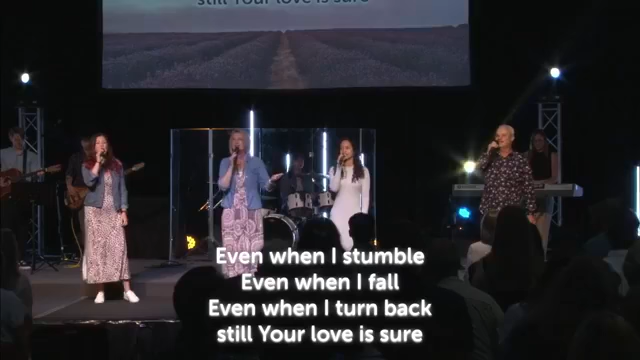 still Your love is sure
Even when I stumble
Even when I fall
Even when I turn back
still Your love is sure